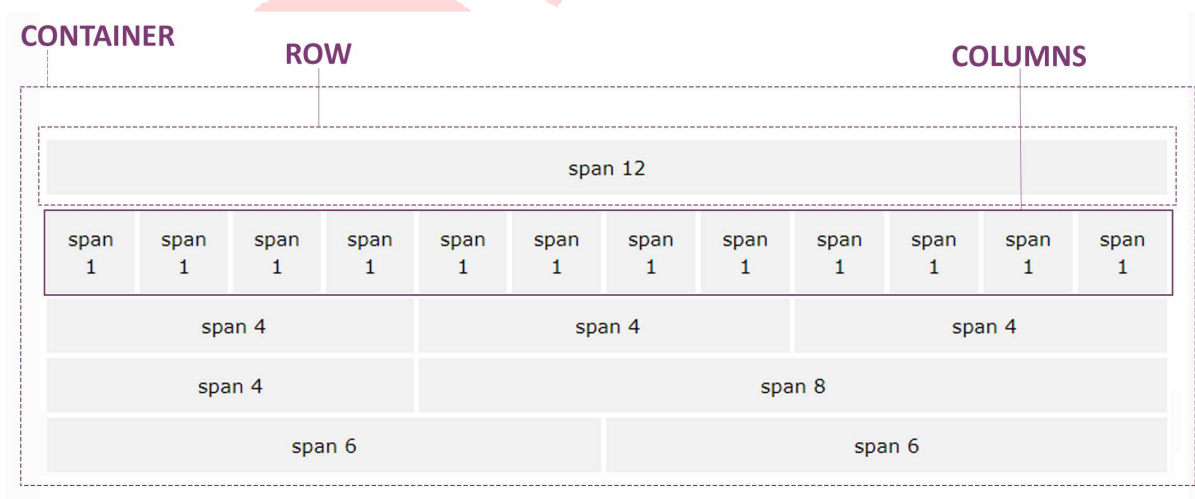 CONTAINER
ROW
COLUMNS
span 12
span span span span span span span span span span span span
1 1 1 1 1 1 1 1 1 1 1 1
span 4 span 4 span 4
span 4 span 8
span 6 span 6